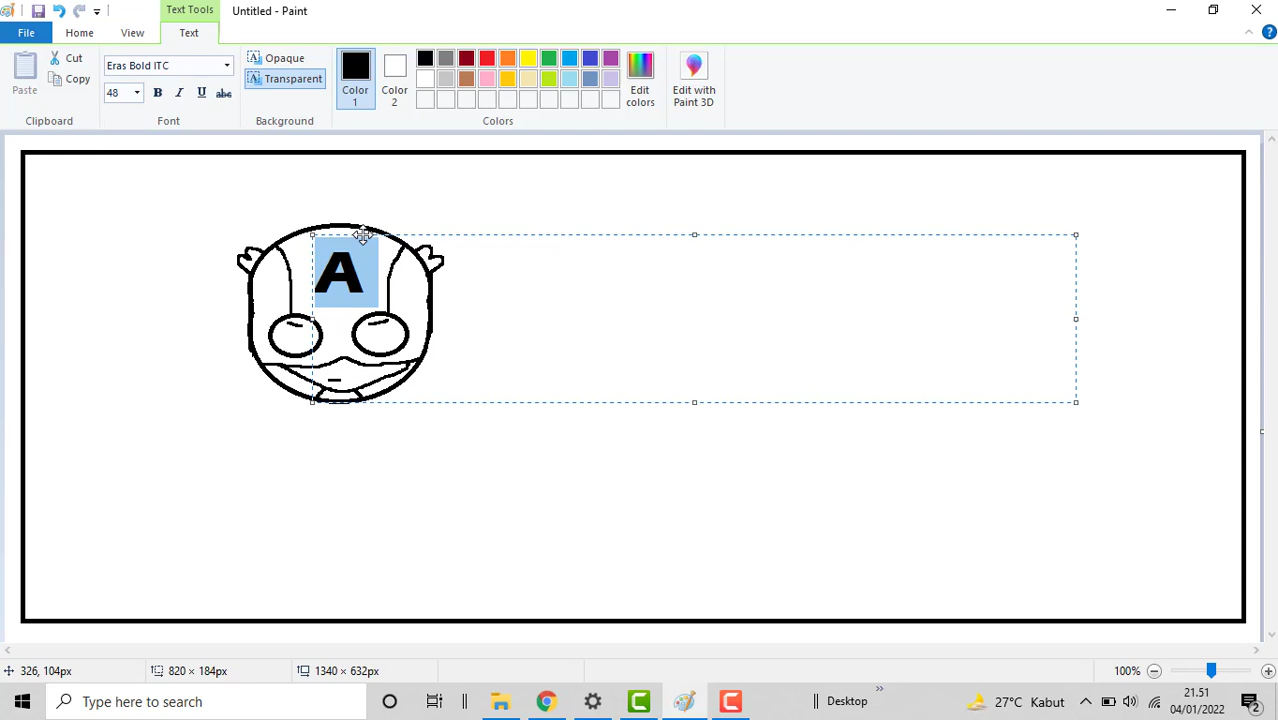 Text Tools
Untitled - Paint
File
Home
View
Text
Paste
Cut
Copy
Clipboard
Eras Bold ITC
48
B
I
U
abc
Font
Opaque
Transparent
Background
Color 1
Color 2
Edit colors
Colors
Edit with Paint 3D
A
326, 104px
820 × 184px
1340 × 632px
100%
Type here to search
Desktop
27°C Kabut
21.51
04/01/2022
2